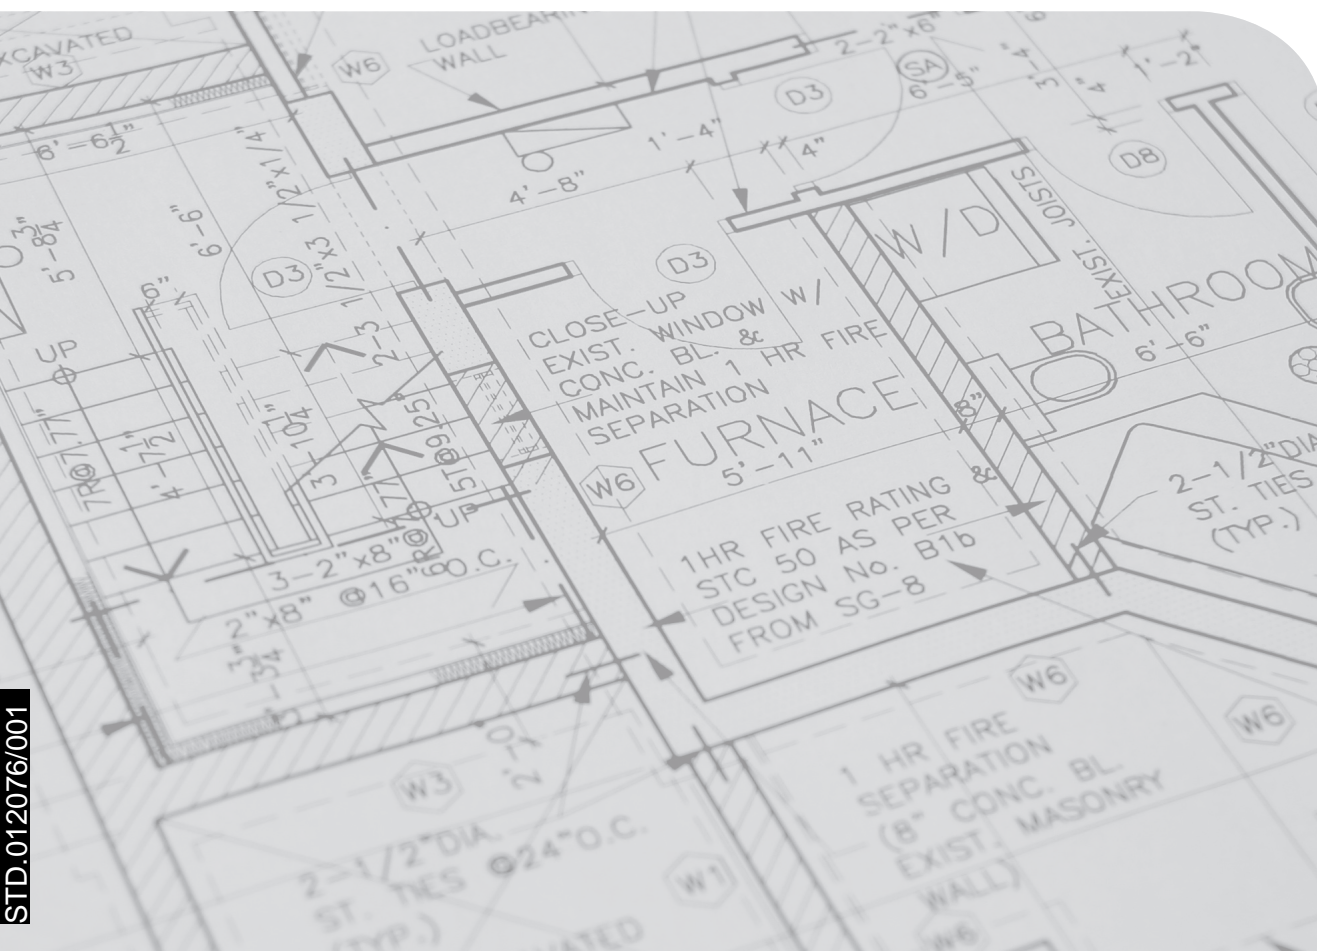 XCAVATED
W3
W6
LOADBEARIN
WALL
2-2"x6"
SA
6'-5"
D3
3'-4"
4"
1'-2"
6'-6 1/2"
1'-4"
4"
D8
4'-8"
1/2"x3 1/2"x1/4"
2-3
6'-6"
5'-8 3/4"
D3
D3
W/D
EXIST. JOISTS
BATHROOM
6'-6"
6"
UP
CLOSE-UP
EXIST. WINDOW W/
CONC. BL. &
MAINTAIN 1 HR FIRE
SEPARATION
FURNACE
5'-11"
8"
W6
7R@7.77"
4'-7 1/2"
3'-10 1/4"
5T@9.25"
UP
3-2"x8"
2"x8" @16" O.C.
1HR FIRE RATING &
STC 50 AS PER
DESIGN No. B1b
FROM SG-8
2-1/2"DIA
ST. TIES
(TYP.)
W6
W6
W3
2-1/2"DIA.
ST. TIES @24"O.C.
(TYP.)
W1
VATED
1 HR FIRE
SEPARATION
(8" CONC. BL.
EXIST. MASONRY
WALL)
W6
STD.012076/001